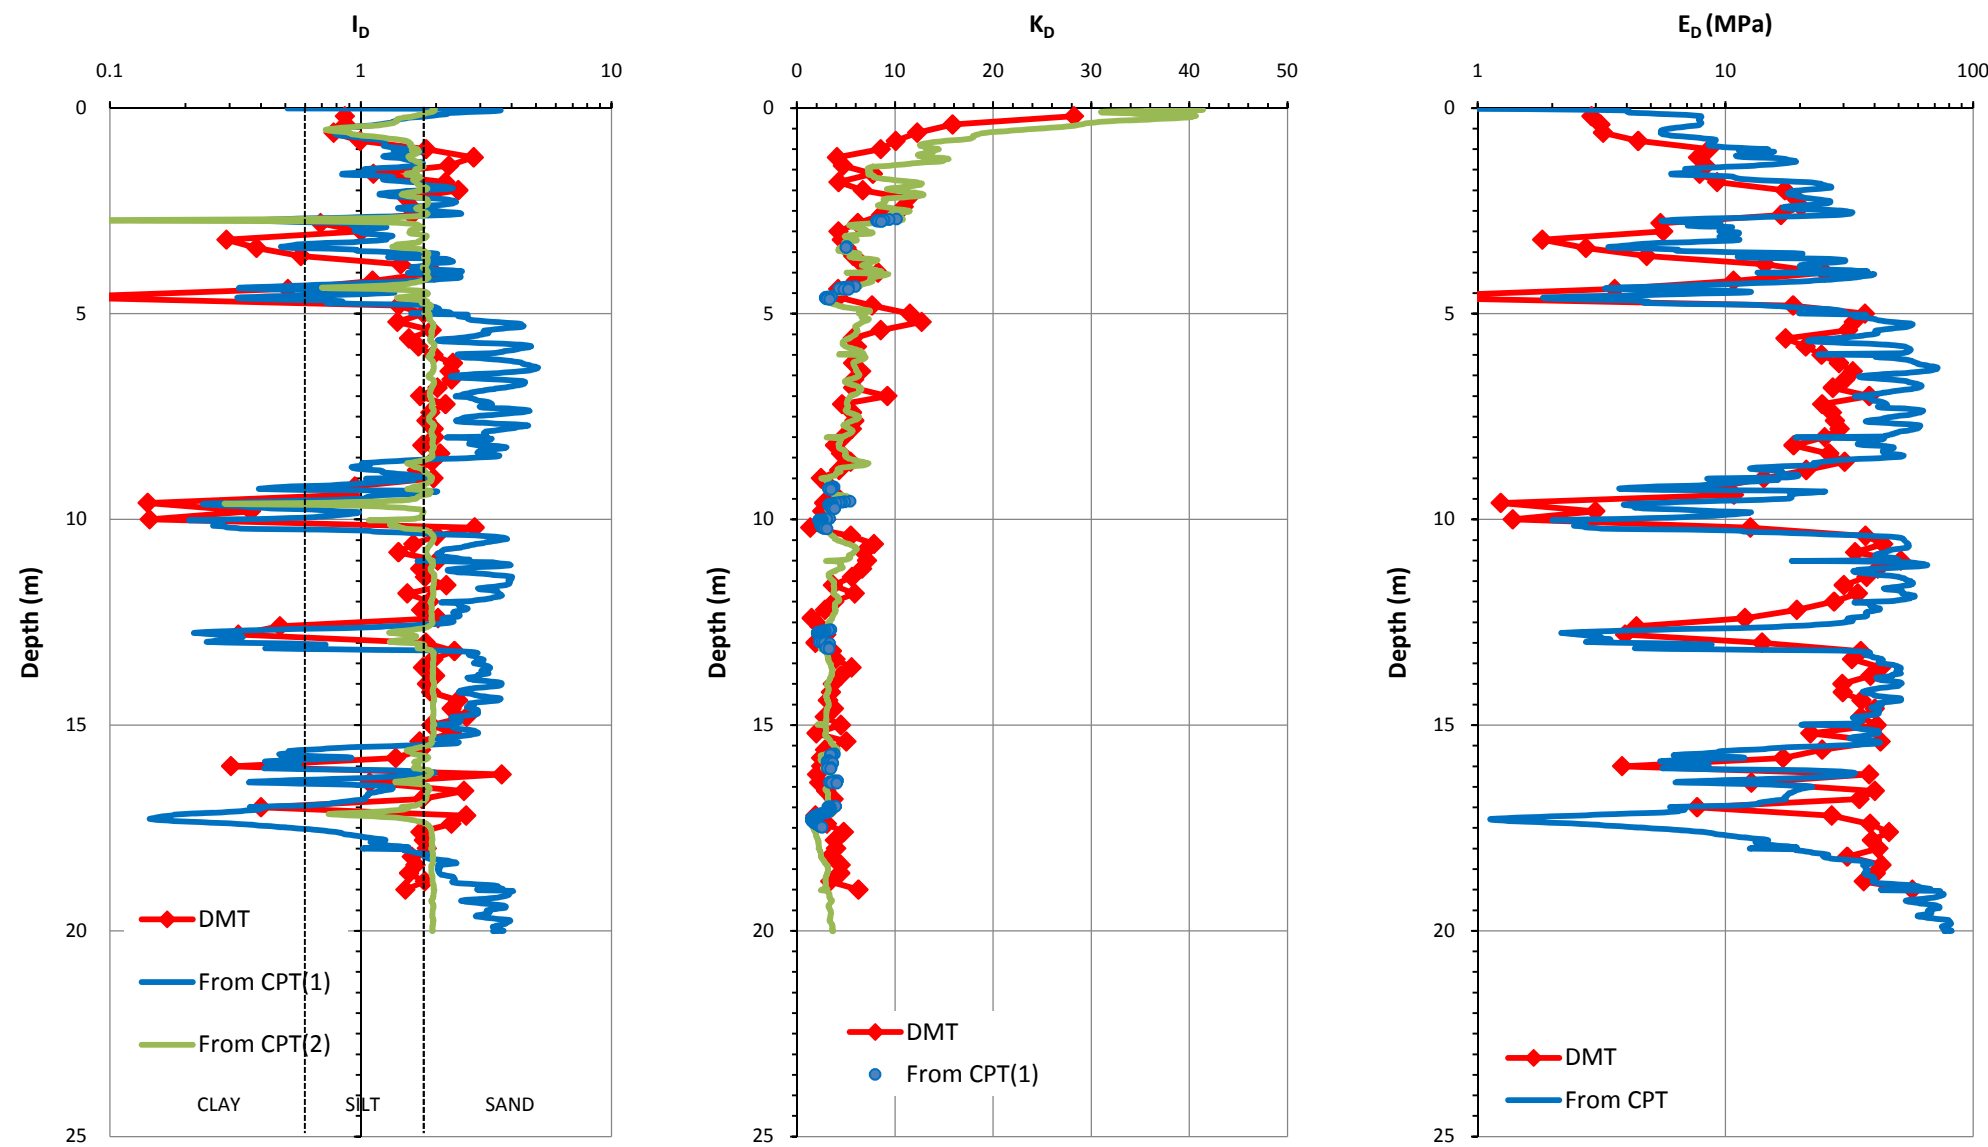 I_D
0.1 1 10
0
5
10
15
20
25
Depth (m)
DMT
From CPT(1)
From CPT(2)
CLAY SILT SAND
K_D
0 10 20 30 40 50
0
5
10
15
20
25
Depth (m)
DMT
From CPT(1)
E_D (MPa)
1 10 100
0
5
10
15
20
25
Depth (m)
DMT
From CPT